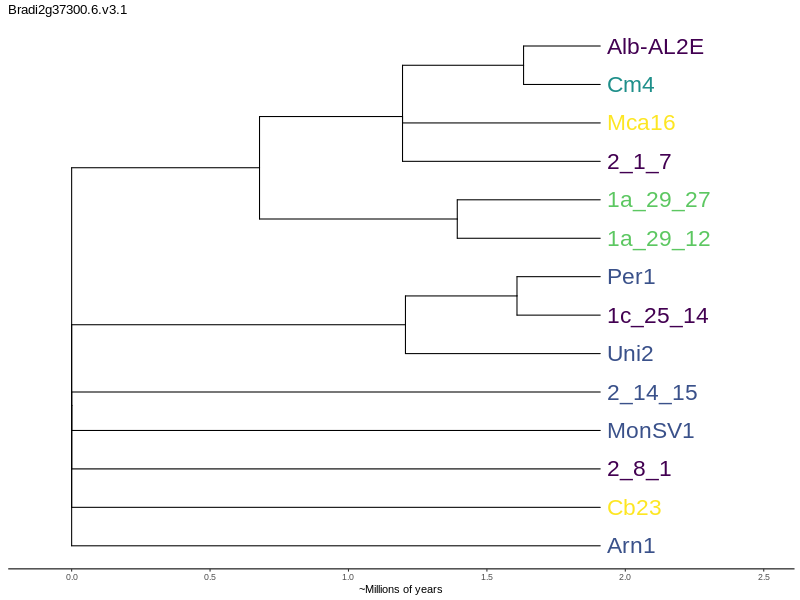 Bradi2g37300.6.v3.1
Alb-AL2E
Cm4
Mca16
2_1_7
1a_29_27
1a_29_12
Per1
1c_25_14
Uni2
2_14_15
MonSV1
2_8_1
Cb23
Arn1
0.0 0.5 1.0 1.5 2.0 2.5
~Millions of years